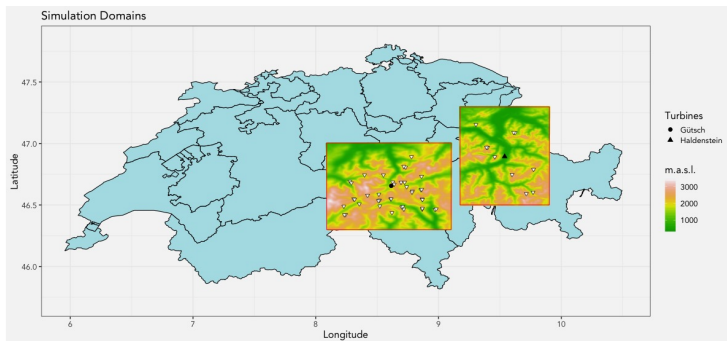 Simulation Domains
47.5
47.0
46.5
46.0
Latitude
6
7
8
9
10
Longitude
Turbines
Gütsch
Haldenstein
m.a.s.l.
3000
2000
1000